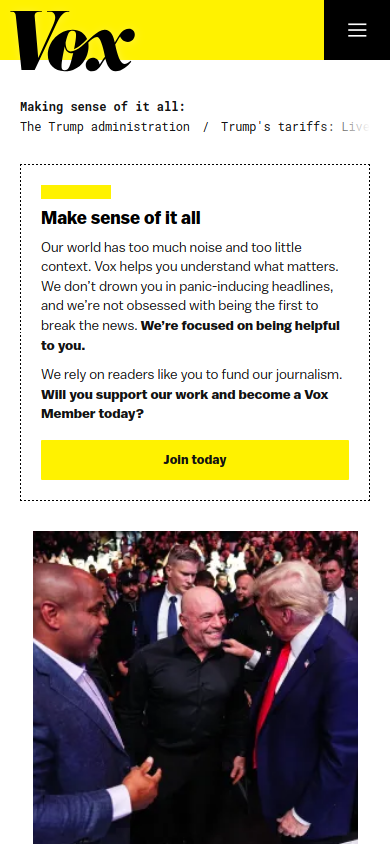 Vox
Making sense of it all:
The Trump administration / Trump's tariffs: Live
Make sense of it all
Our world has too much noise and too little
context. Vox helps you understand what matters.
We don't drown you in panic-inducing headlines,
and we're not obsessed with being the first to
break the news. We're focused on being helpful
to you.
We rely on readers like you to fund our journalism.
Will you support our work and become a Vox
Member today?
Join today